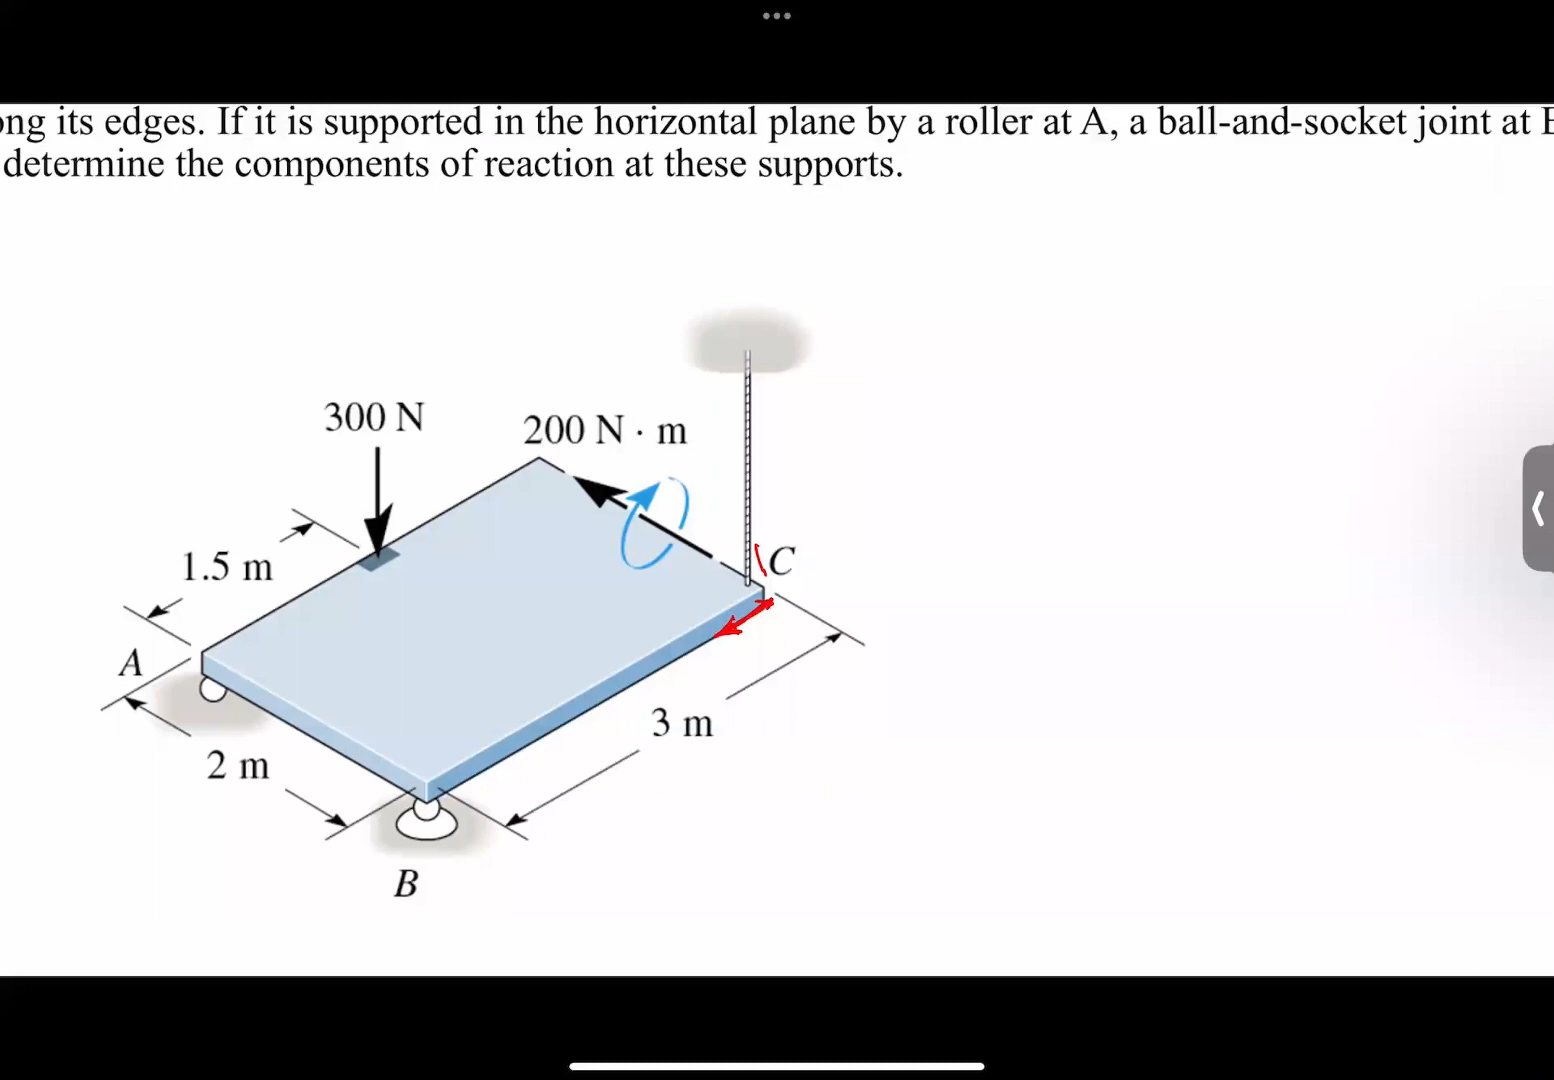 ong its edges. If it is supported in the horizontal plane by a roller at A, a ball-and-socket joint at B
determine the components of reaction at these supports.
300 N
200 N · m
1.5 m
C
A
3 m
2 m
B